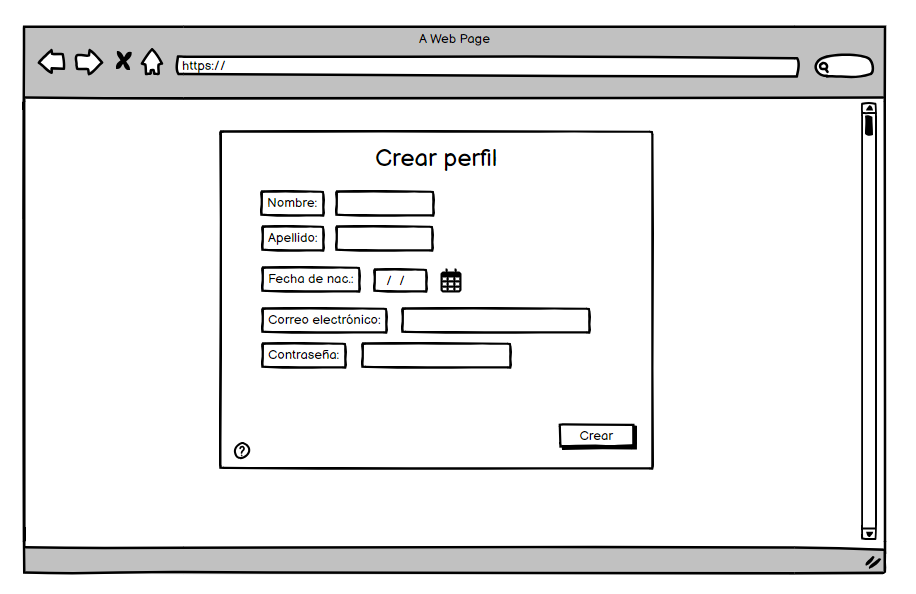 A Web Page
https://
Crear perfil
Nombre:
Apellido:
Fecha de nac.: / /
Correo electrónico:
Contraseña:
?
Crear